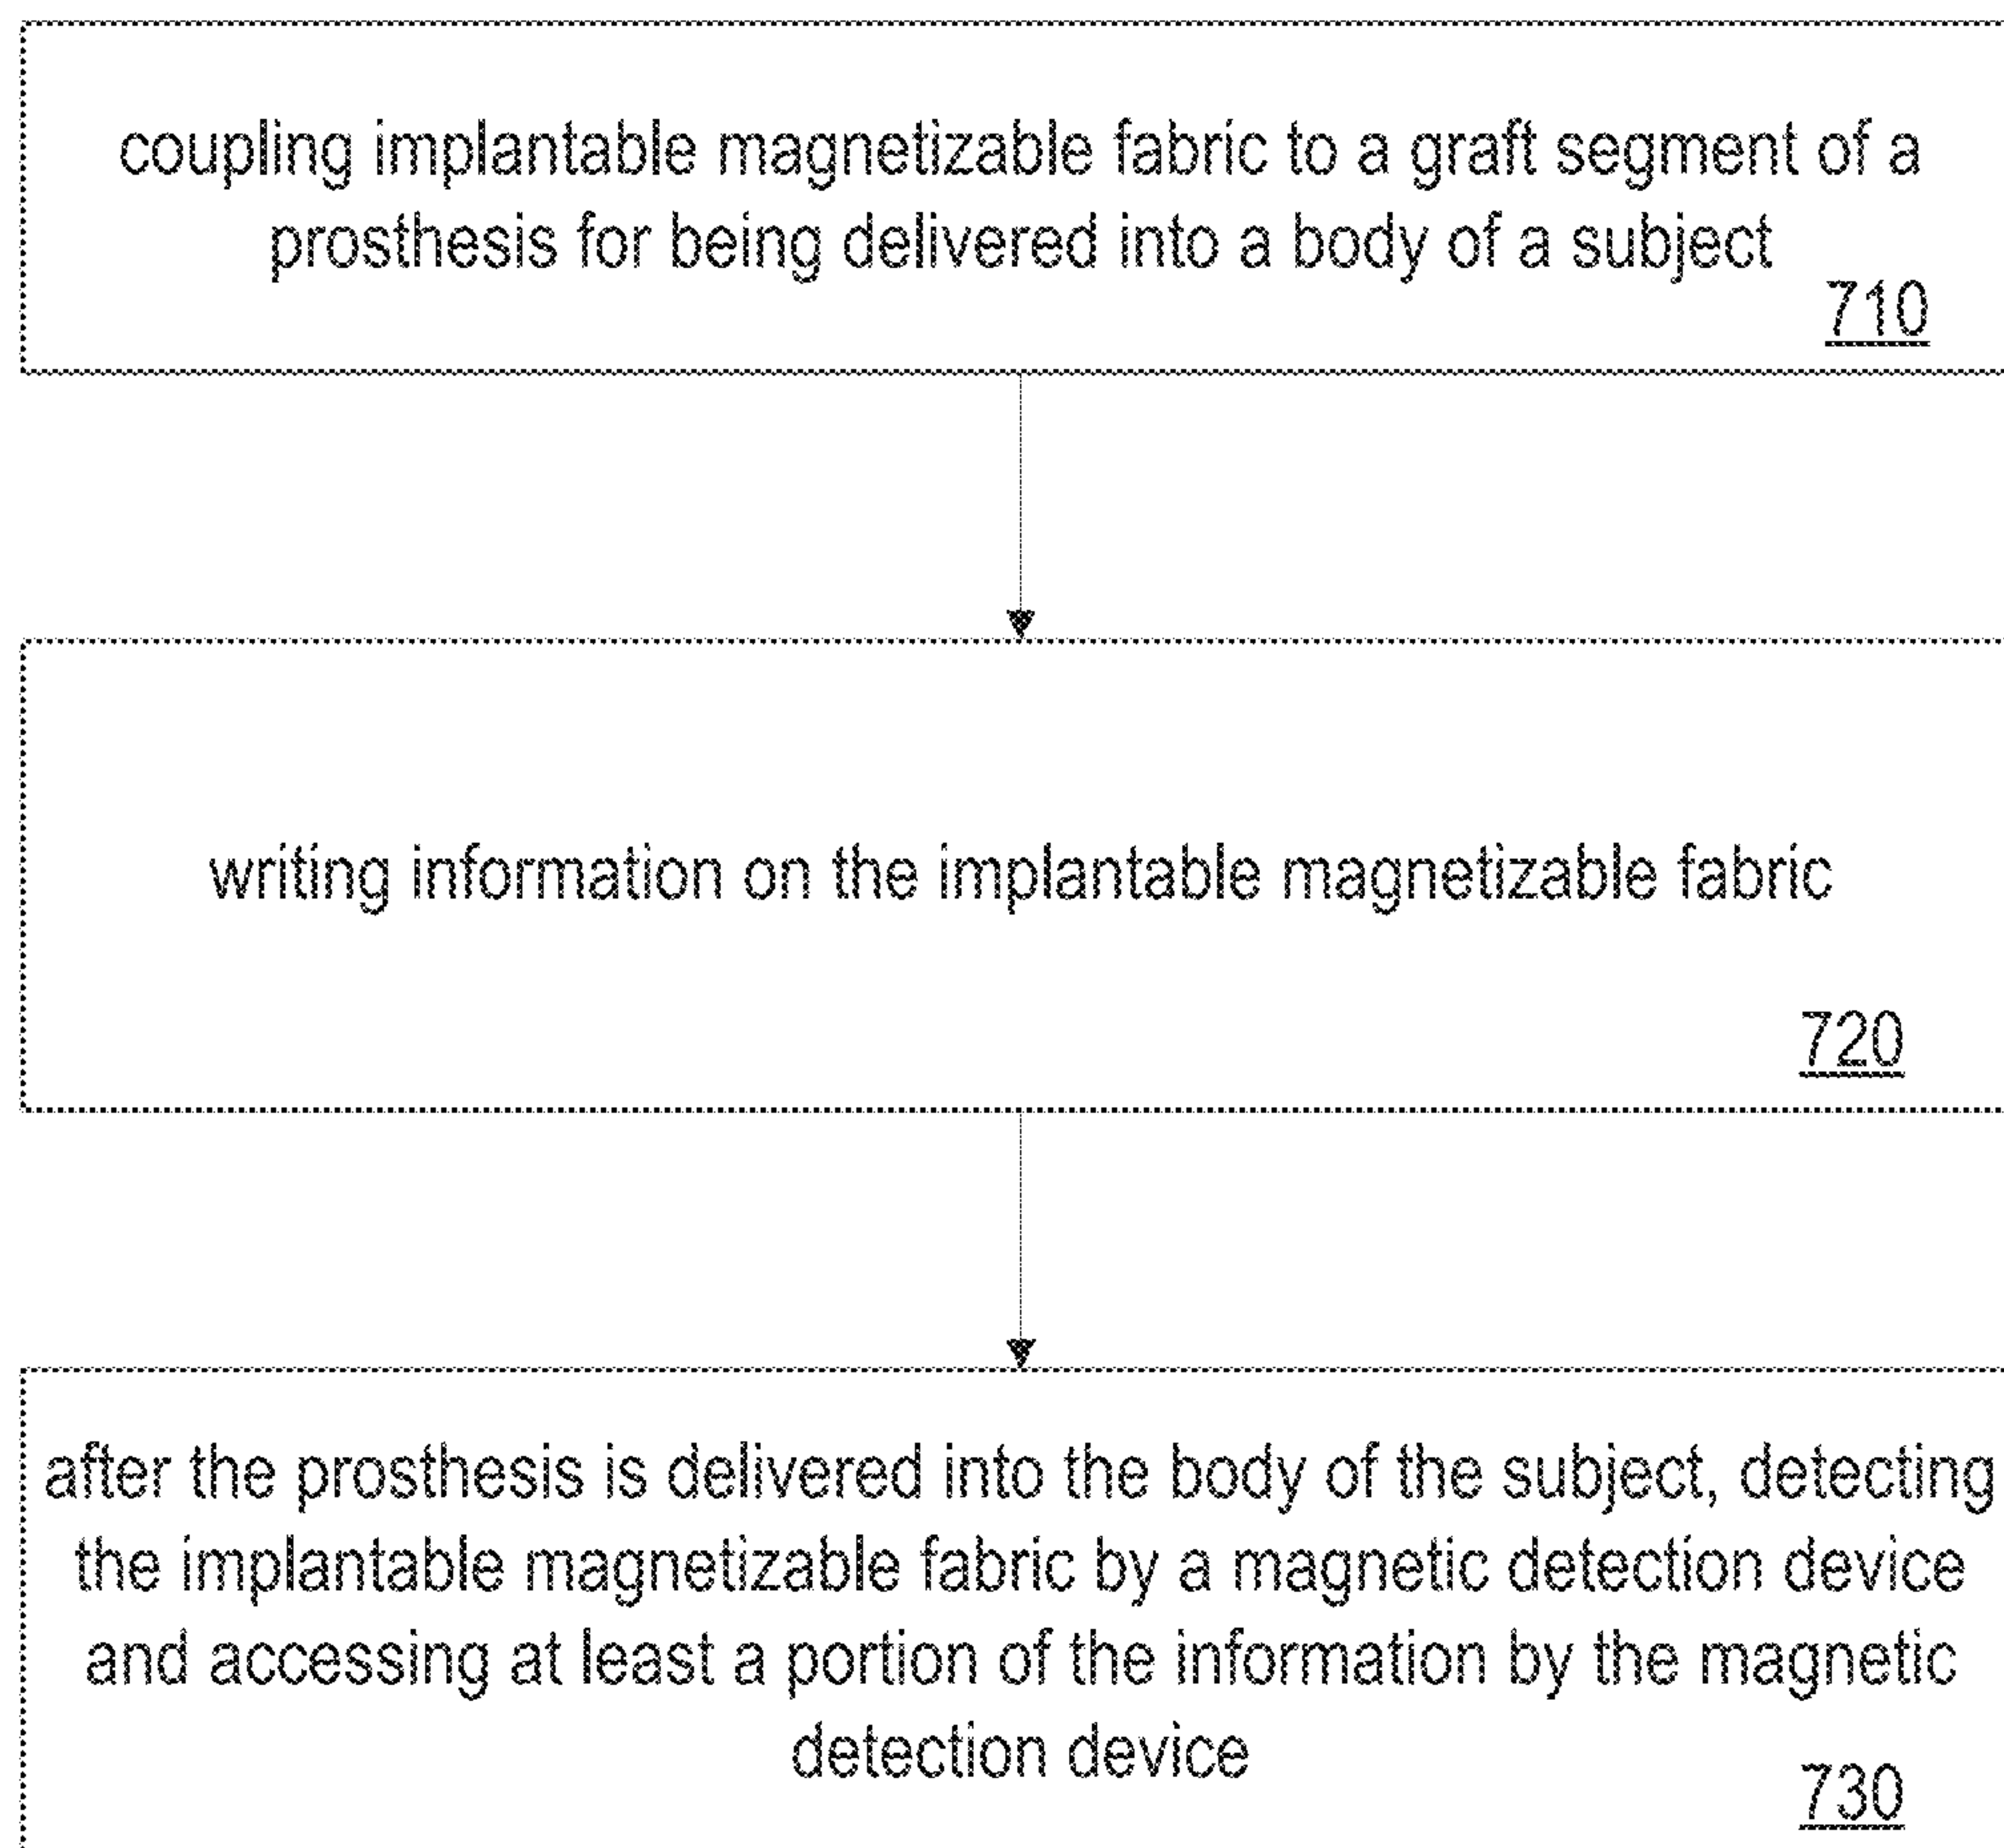 coupling implantable magnetizable fabric to a graft segment of a
prosthesis for being delivered into a body of a subject
710
writing information on the implantable magnetizable fabric
720
after the prosthesis is delivered into the body of the subject, detecting
the implantable magnetizable fabric by a magnetic detection device
and accessing at least a portion of the information by the magnetic
detection device
730